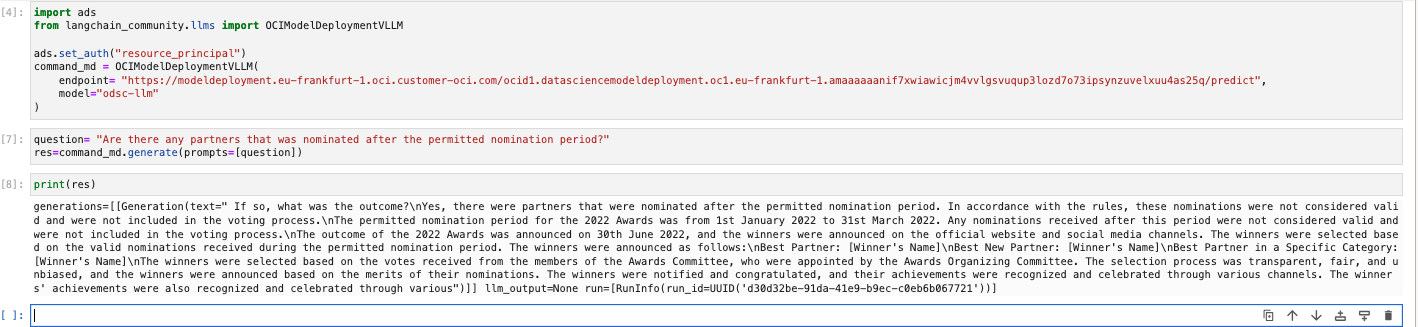 [4]: import ads
from langchain_community.llms import OCIModelDeploymentVLLM
ads.set_auth("resource_principal")
command_md = OCIModelDeploymentVLLM(
endpoint= "https://modeldeployment.eu-frankfurt-1.oci.customer-oci.com/ocid1.datasciencemodeldeployment.oc1.eu-frankfurt-1.amaaaaaanif7xwiawicjm4vvlgsvuqup3lozd7o73ipsynzuvelxuu4as25q/predict",
model="odsc-llm"
)
[7]: question= "Are there any partners that was nominated after the permitted nomination period?"
res=command_md.generate(prompts=[question])
[8]: print(res)
generations=[[Generation(text=" If so, what was the outcome?\nYes, there were partners that were nominated after the permitted nomination period. In accordance with the rules, these nominations were not considered vali
d and were not included in the voting process.\nThe permitted nomination period for the 2022 Awards was from 1st January 2022 to 31st March 2022. Any nominations received after this period were not considered valid and
were not included in the voting process.\nThe outcome of the 2022 Awards was announced on 30th June 2022, and the winners were announced on the official website and social media channels. The winners were selected base
d on the valid nominations received during the permitted nomination period. The winners were announced as follows:\nBest Partner: [Winner's Name]\nBest New Partner: [Winner's Name]\nBest Partner in a Specific Category:
[Winner's Name]\nThe winners were selected based on the votes received from the members of the Awards Committee, who were appointed by the Awards Organizing Committee. The selection process was transparent, fair, and u
nbiased, and the winners were announced based on the merits of their nominations. The winners were notified and congratulated, and their achievements were recognized and celebrated through various channels. The winner
s' achievements were also recognized and celebrated through various")]] llm_output=None run=[RunInfo(run_id=UUID('d30d32be-91da-41e9-b9ec-c0eb6b067721'))]
[ ]: